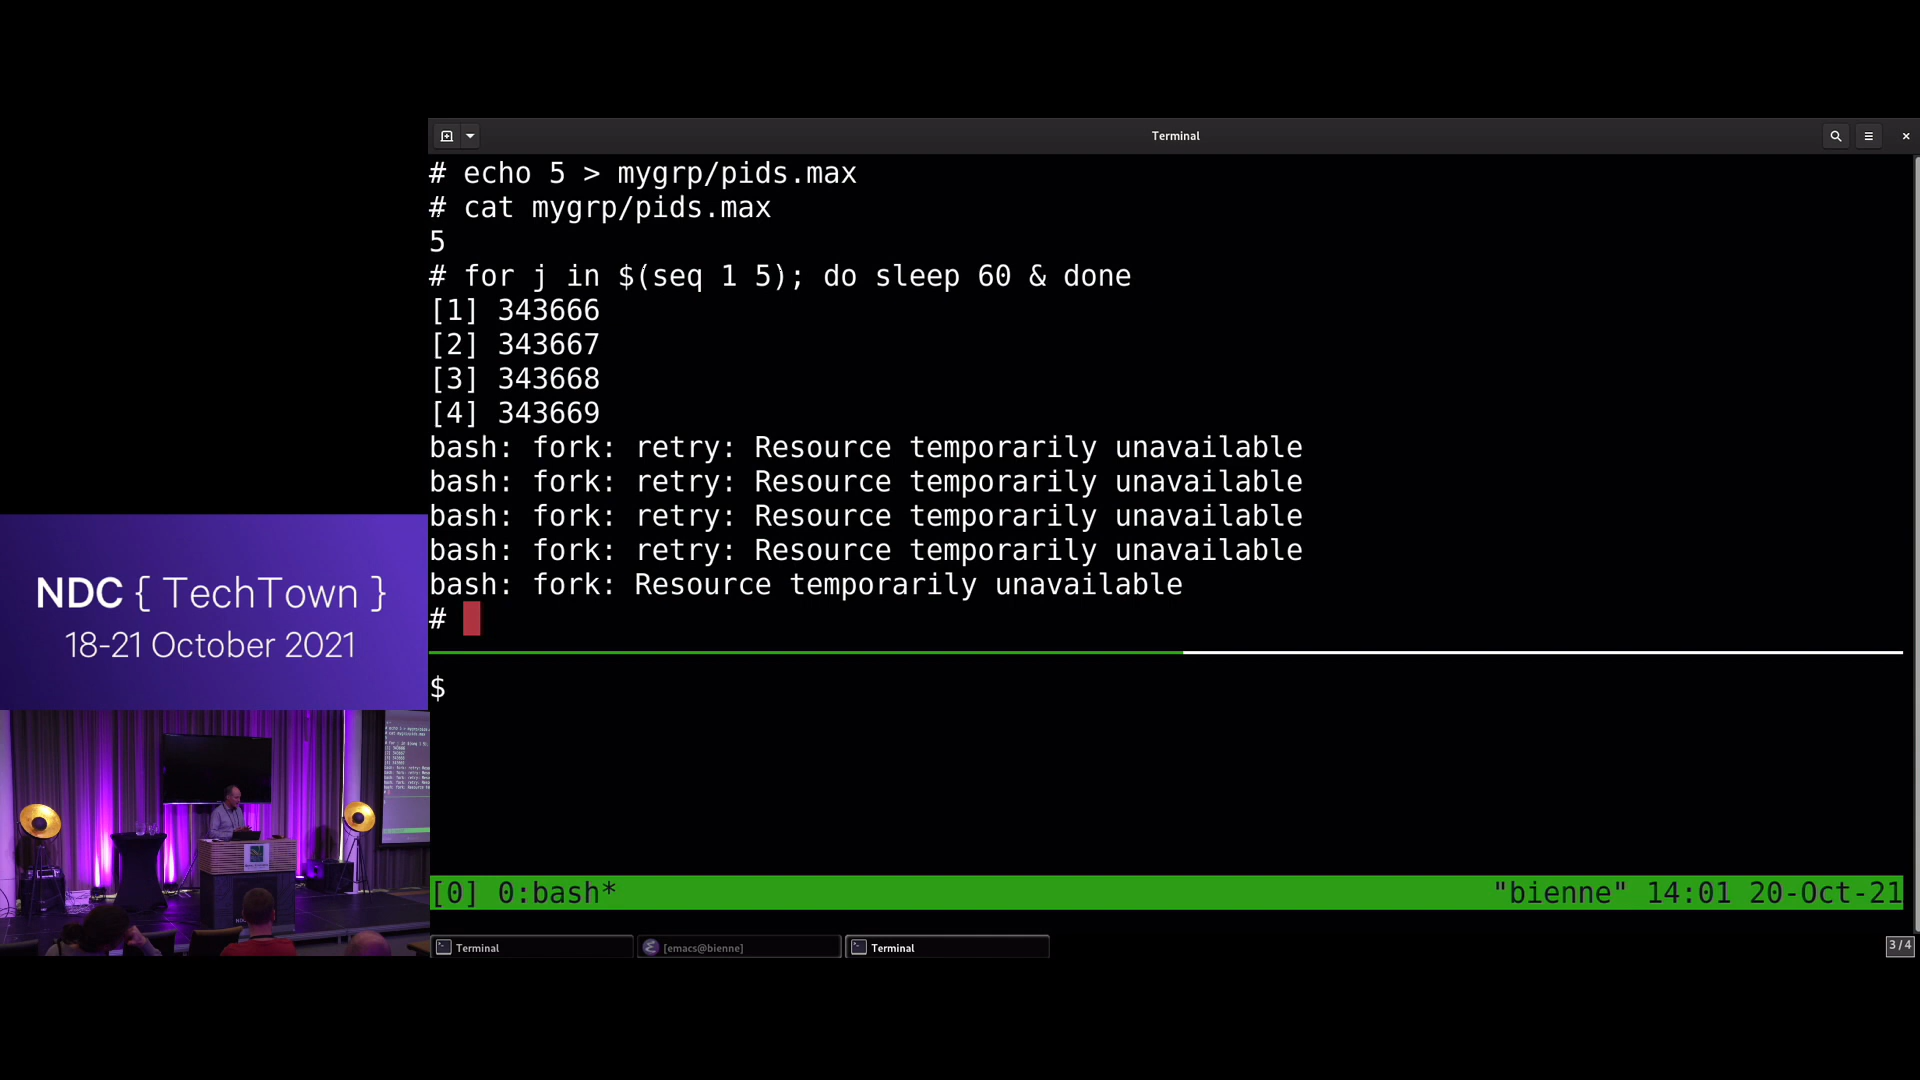 Terminal
# echo 5 > mygrp/pids.max
# cat mygrp/pids.max
5
# for j in $(seq 1 5); do sleep 60 & done
[1] 343666
[2] 343667
[3] 343668
[4] 343669
bash: fork: retry: Resource temporarily unavailable
bash: fork: retry: Resource temporarily unavailable
bash: fork: retry: Resource temporarily unavailable
bash: fork: retry: Resource temporarily unavailable
bash: fork: Resource temporarily unavailable
#
$
[0] 0:bash* "bienne" 14:01 20-Oct-21
Terminal [emacs@bienne] Terminal 3/4
NDC { TechTown }
18-21 October 2021